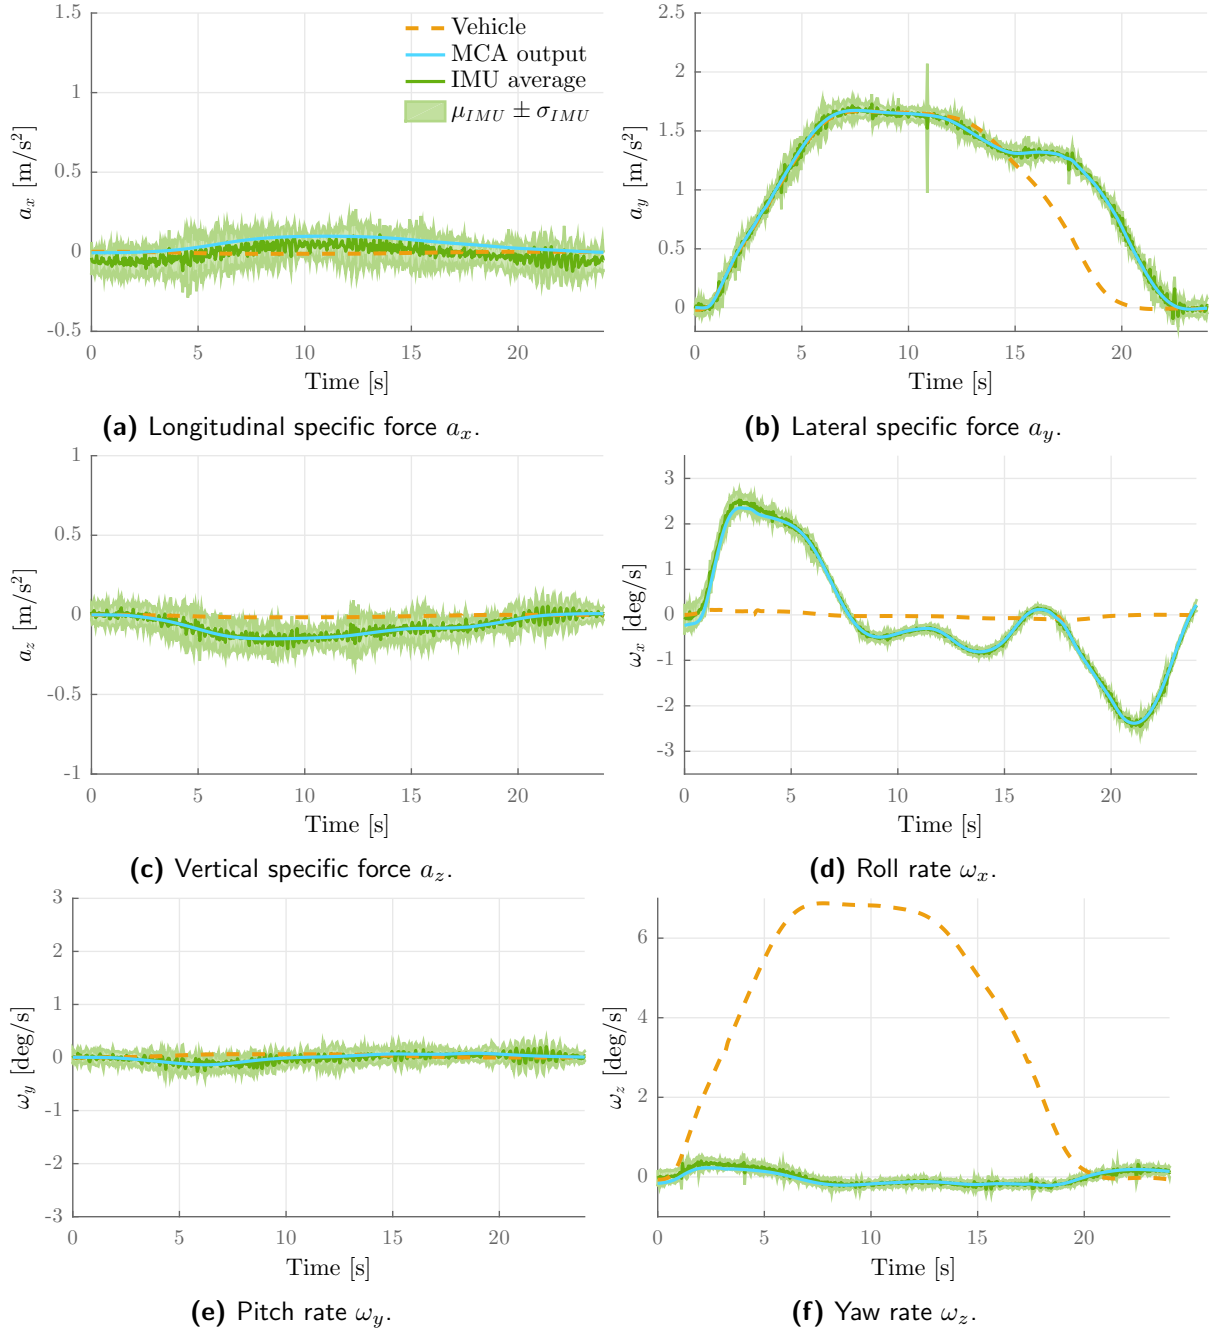 1.5
1
0.5
0
-0.5
a_x [m/s²]
Vehicle
MCA output
IMU average
μ_IMU ± σ_IMU
0 5 10 15 20
Time [s]
(a) Longitudinal specific force a_x.
2.5
2
1.5
1
0.5
0
a_y [m/s²]
0 5 10 15 20
Time [s]
(b) Lateral specific force a_y.
1
0.5
0
-0.5
-1
a_z [m/s²]
0 5 10 15 20
Time [s]
(c) Vertical specific force a_z.
3
2
1
0
-1
-2
-3
ω_x [deg/s]
0 5 10 15 20
Time [s]
(d) Roll rate ω_x.
3
2
1
0
-1
-2
-3
ω_y [deg/s]
0 5 10 15 20
Time [s]
(e) Pitch rate ω_y.
6
4
2
0
ω_z [deg/s]
0 5 10 15 20
Time [s]
(f) Yaw rate ω_z.